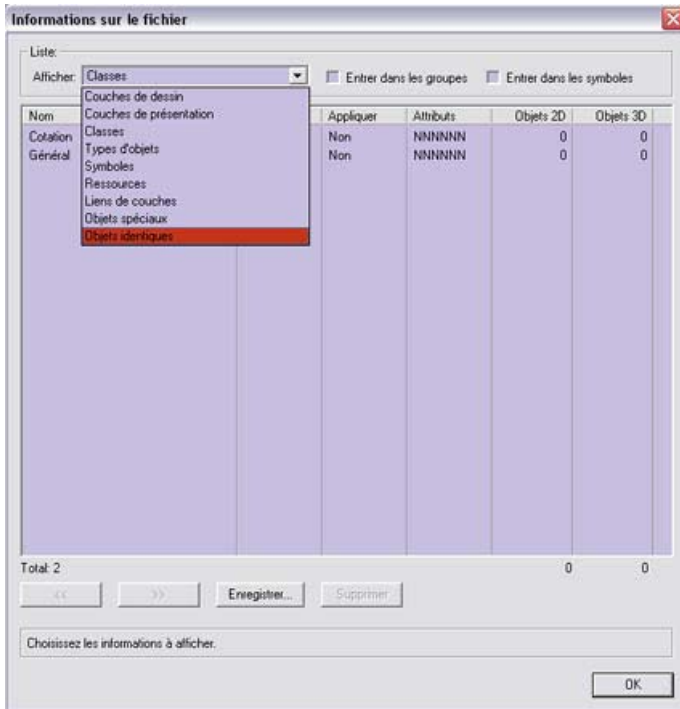 Informations sur le fichier
Liste:
Afficher: Classes
Entrer dans les groupes
Entrer dans les symboles
Couches de dessin
Couches de présentation
Classes
Types d'objets
Symboles
Ressources
Liens de couches
Objets spéciaux
Objets identiques
Nom Appliquer Attributs Objets 2D Objets 3D
Cotation Non NNNNNN 0 0
Général Non NNNNNN 0 0
Total: 2 0 0
<< >> Enregistrer... Supprimer
Choisissez les informations à afficher.
OK